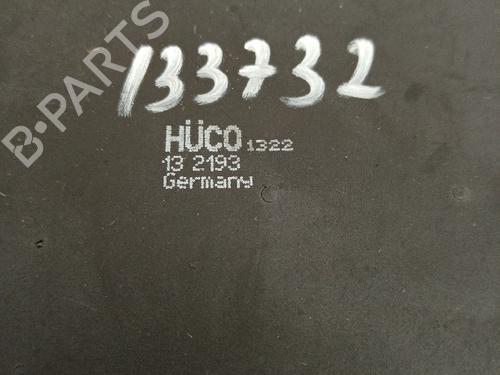 133732
HÜCO 1322
13 2193
Germany
B-PARTS